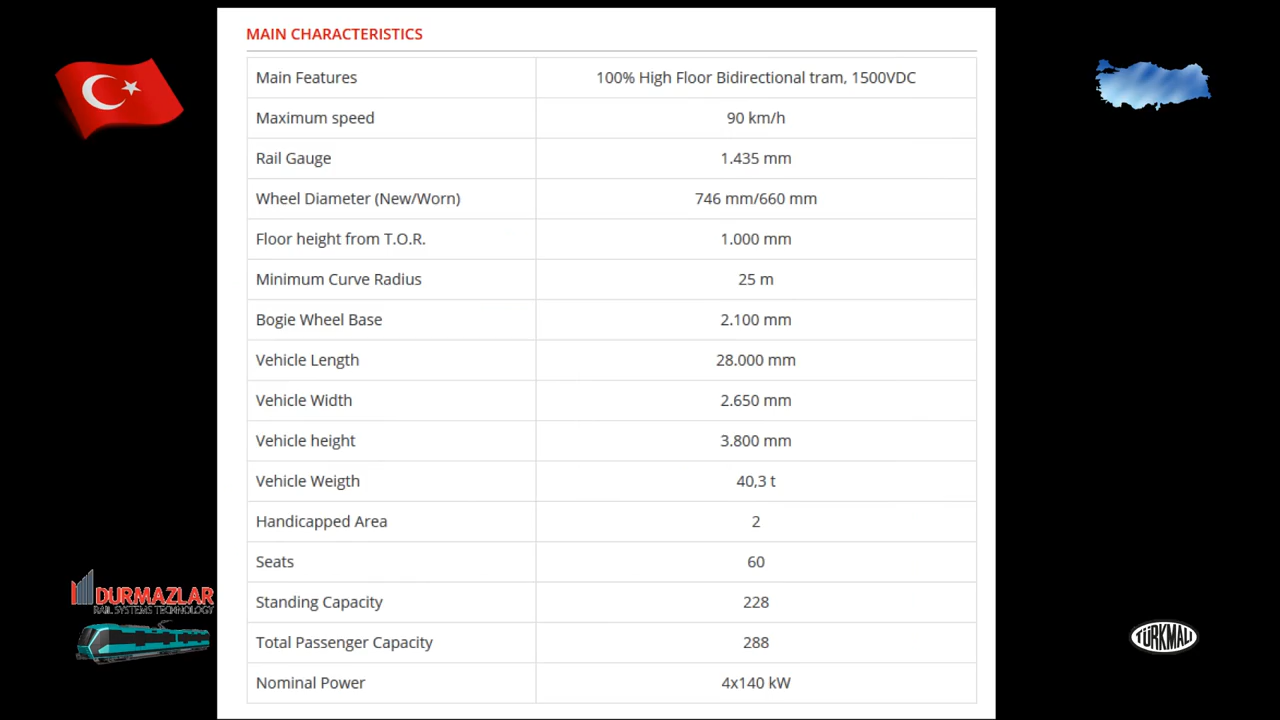 MAIN CHARACTERISTICS
Main Features 100% High Floor Bidirectional tram, 1500VDC
Maximum speed 90 km/h
Rail Gauge 1.435 mm
Wheel Diameter (New/Worn) 746 mm/660 mm
Floor height from T.O.R. 1.000 mm
Minimum Curve Radius 25 m
Bogie Wheel Base 2.100 mm
Vehicle Length 28.000 mm
Vehicle Width 2.650 mm
Vehicle height 3.800 mm
Vehicle Weigth 40,3 t
Handicapped Area 2
Seats 60
Standing Capacity 228
Total Passenger Capacity 288
Nominal Power 4x140 kW
DURMAZLAR
RAIL SYSTEMS TECHNOLOGY
TÜRKMALI